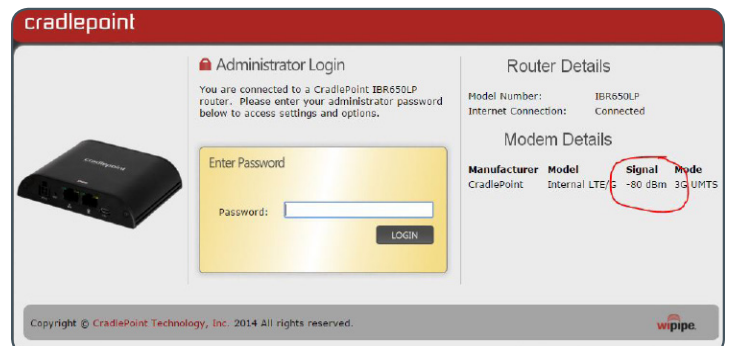 cradlepoint
Administrator Login
You are connected to a CradlePoint IBR650LP
router. Please enter your administrator password
below to access settings and options.
Enter Password
Password:
LOGIN
Router Details
Model Number: IBR650LP
Internet Connection: Connected
Modem Details
Manufacturer Model Signal Mode
CradlePoint Internal LTE/G -80 dBm 3G UMTS
Copyright © CradlePoint Technology, Inc. 2014 All rights reserved.
wipipe.